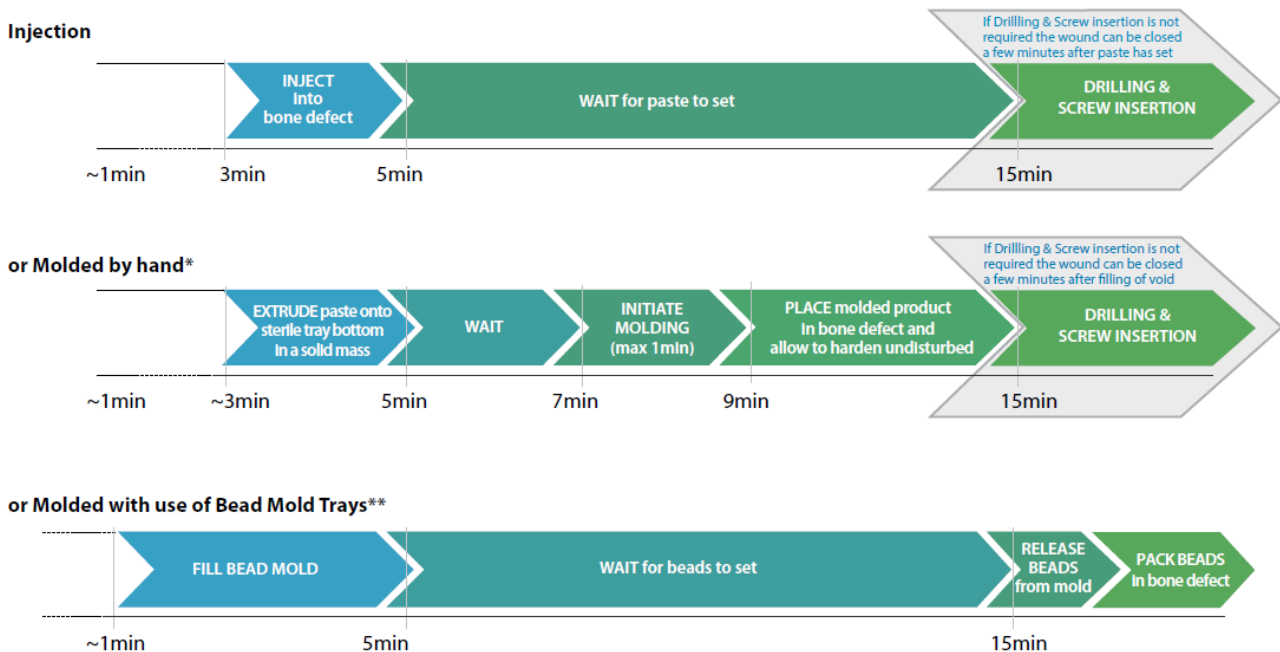 Injection
If Drillling & Screw insertion is not
required the wound can be closed
a few minutes after paste has set
INJECT
into
bone defect
WAIT for paste to set
DRILLING &
SCREW INSERTION
~1min
3min
5min
15min
or Molded by hand*
If Drillling & Screw insertion is not
required the wound can be closed
a few minutes after filling of void
EXTRUDE paste onto
sterile tray bottom
in a solid mass
WAIT
INITIATE
MOLDING
(max 1min)
PLACE molded product
in bone defect and
allow to harden undisturbed
DRILLING &
SCREW INSERTION
~1min
~3min
5min
7min
9min
15min
or Molded with use of Bead Mold Trays**
FILL BEAD MOLD
WAIT for beads to set
RELEASE
BEADS
from mold
PACK BEADS
in bone defect
~1min
5min
15min